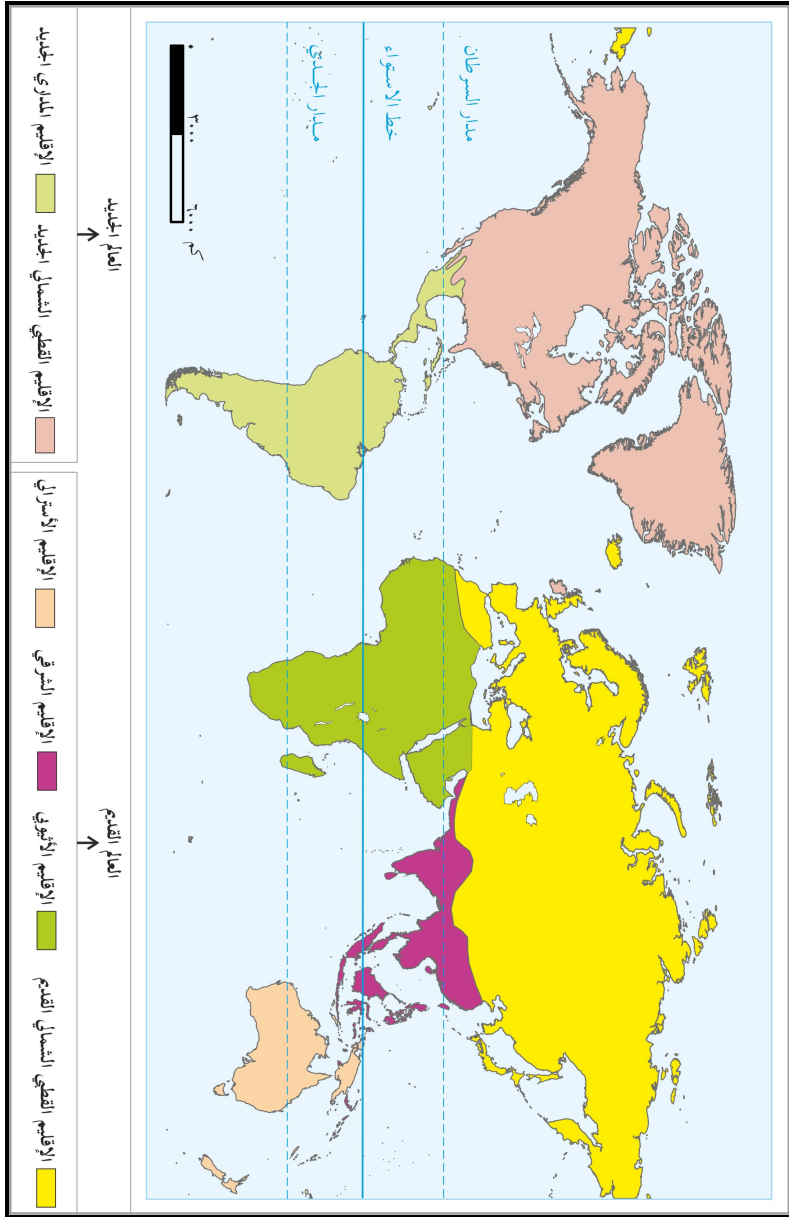 مدار السرطان
خط الاستواء
مدار الجدي
٠
٣٠٠٠
٦٠٠٠ كم
العالم القديم
الإقليم القطبي الشمالي القديم
الإقليم الأثيوبي
الإقليم الشرقي
الإقليم الأسترالي
العالم الجديد
الإقليم القطبي الشمالي الجديد
الإقليم المداري الجديد